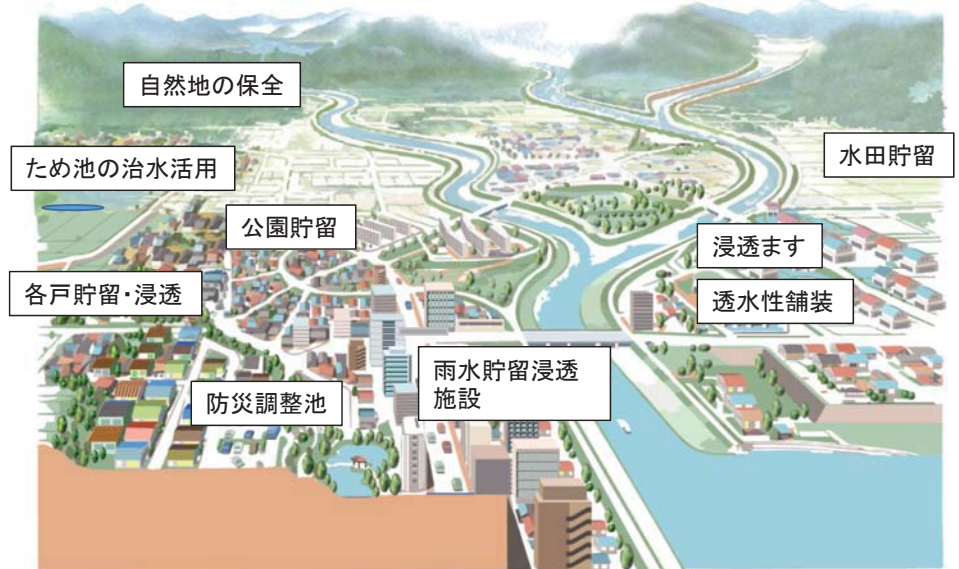 自然地の保全
ため池の治水活用
水田貯留
公園貯留
浸透ます
各戸貯留・浸透
透水性舗装
雨水貯留浸透
施設
防災調整池